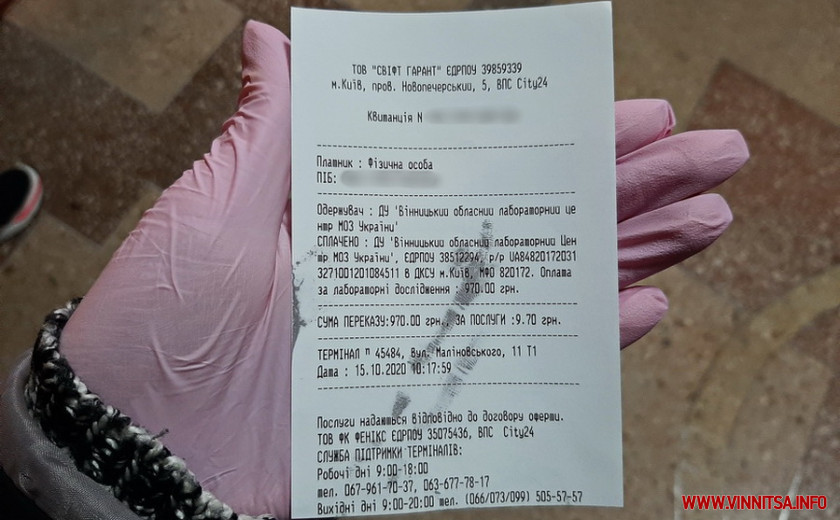 ТОВ "СВІФТ ГАРАНТ" ЄДРПОУ 39859339
м.Київ, пров. Новопечерський, 5, ВПС City24
Квитанція N
Платник : Фізична особа
ПІБ:
Одержувач : ДУ 'Вінницький обласний лабораторний це
нтр МОЗ України'
СПЛАЧЕНО : ДУ 'Вінницький обласний лабораторний Цен
тр МОЗ України', ЄДРПОУ 38512294, р/р UA84820172031
3271001201084511 В ДКСУ м.Київ, МФО 820172. Оплата
за лабораторні дослідження : 970.00 грн.
СУМА ПЕРЕКАЗУ:970.00 грн., ЗА ПОСЛУГИ :9.70 грн.
ТЕРМІНАЛ п 45484, Вул. Маліновського, 11 Т1
Дата : 15.10.2020 10:17:59
Послуги надаються відповідно до договору оферти.
ТОВ ФК ФЕНІКС ЄДРПОУ 35075436, ВПС City24
СЛУЖБА ПІДТРИМКИ ТЕРМІНАЛІВ:
Робочі дні 9:00-18:00
тел. 067-961-70-37, 063-677-78-17
Вихідні дні 9:00-20:00 тел. (066/073/099) 505-57-57
WWW.VINNITSA.INFO